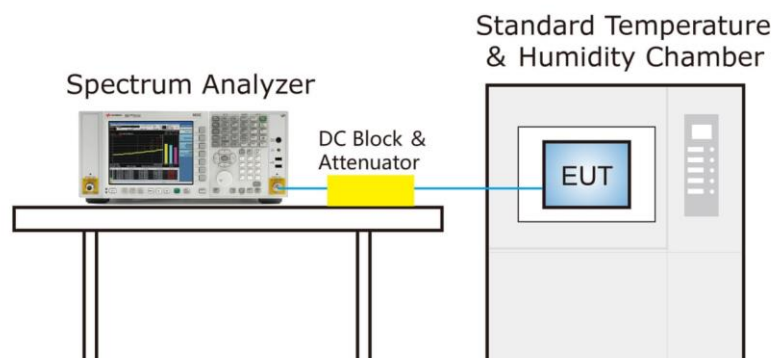 Standard Temperature
& Humidity Chamber
Spectrum Analyzer
DC Block &
Attenuator
EUT